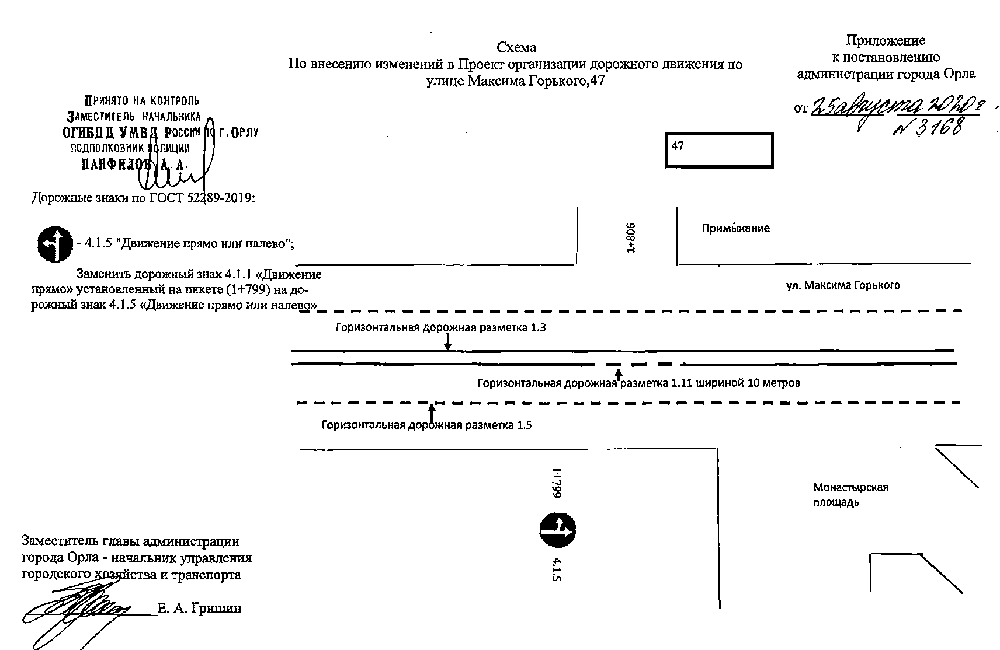 Схема
По внесению изменений в Проект организации дорожного движения по
улице Максима Горького,47
Приложение
к постановлению
администрации города Орла
от 25 августа 2020 г.
N 3168
ПРИНЯТО НА КОНТРОЛЬ
ЗАМЕСТИТЕЛЬ НАЧАЛЬНИКА
ОГИБДД УМВД РОССИИ ПО Г. ОРЛУ
ПОДПОЛКОВНИК ПОЛИЦИИ
ПАНФИЛОВ А. А.
Дорожные знаки по ГОСТ 52289-2019:
- 4.1.5 "Движение прямо или налево";
Заменить дорожный знак 4.1.1 «Движение
прямо» установленный на пикете (1+799) на до-
рожный знак 4.1.5 «Движение прямо или налево»
47
1+806
Примыкание
ул. Максима Горького
Горизонтальная дорожная разметка 1.3
Горизонтальная дорожная разметка 1.11 шириной 10 метров
Горизонтальная дорожная разметка 1.5
1+799
4.1.5
Монастырская
площадь
Заместитель главы администрации
города Орла - начальник управления
городского хозяйства и транспорта
Е. А. Гришин